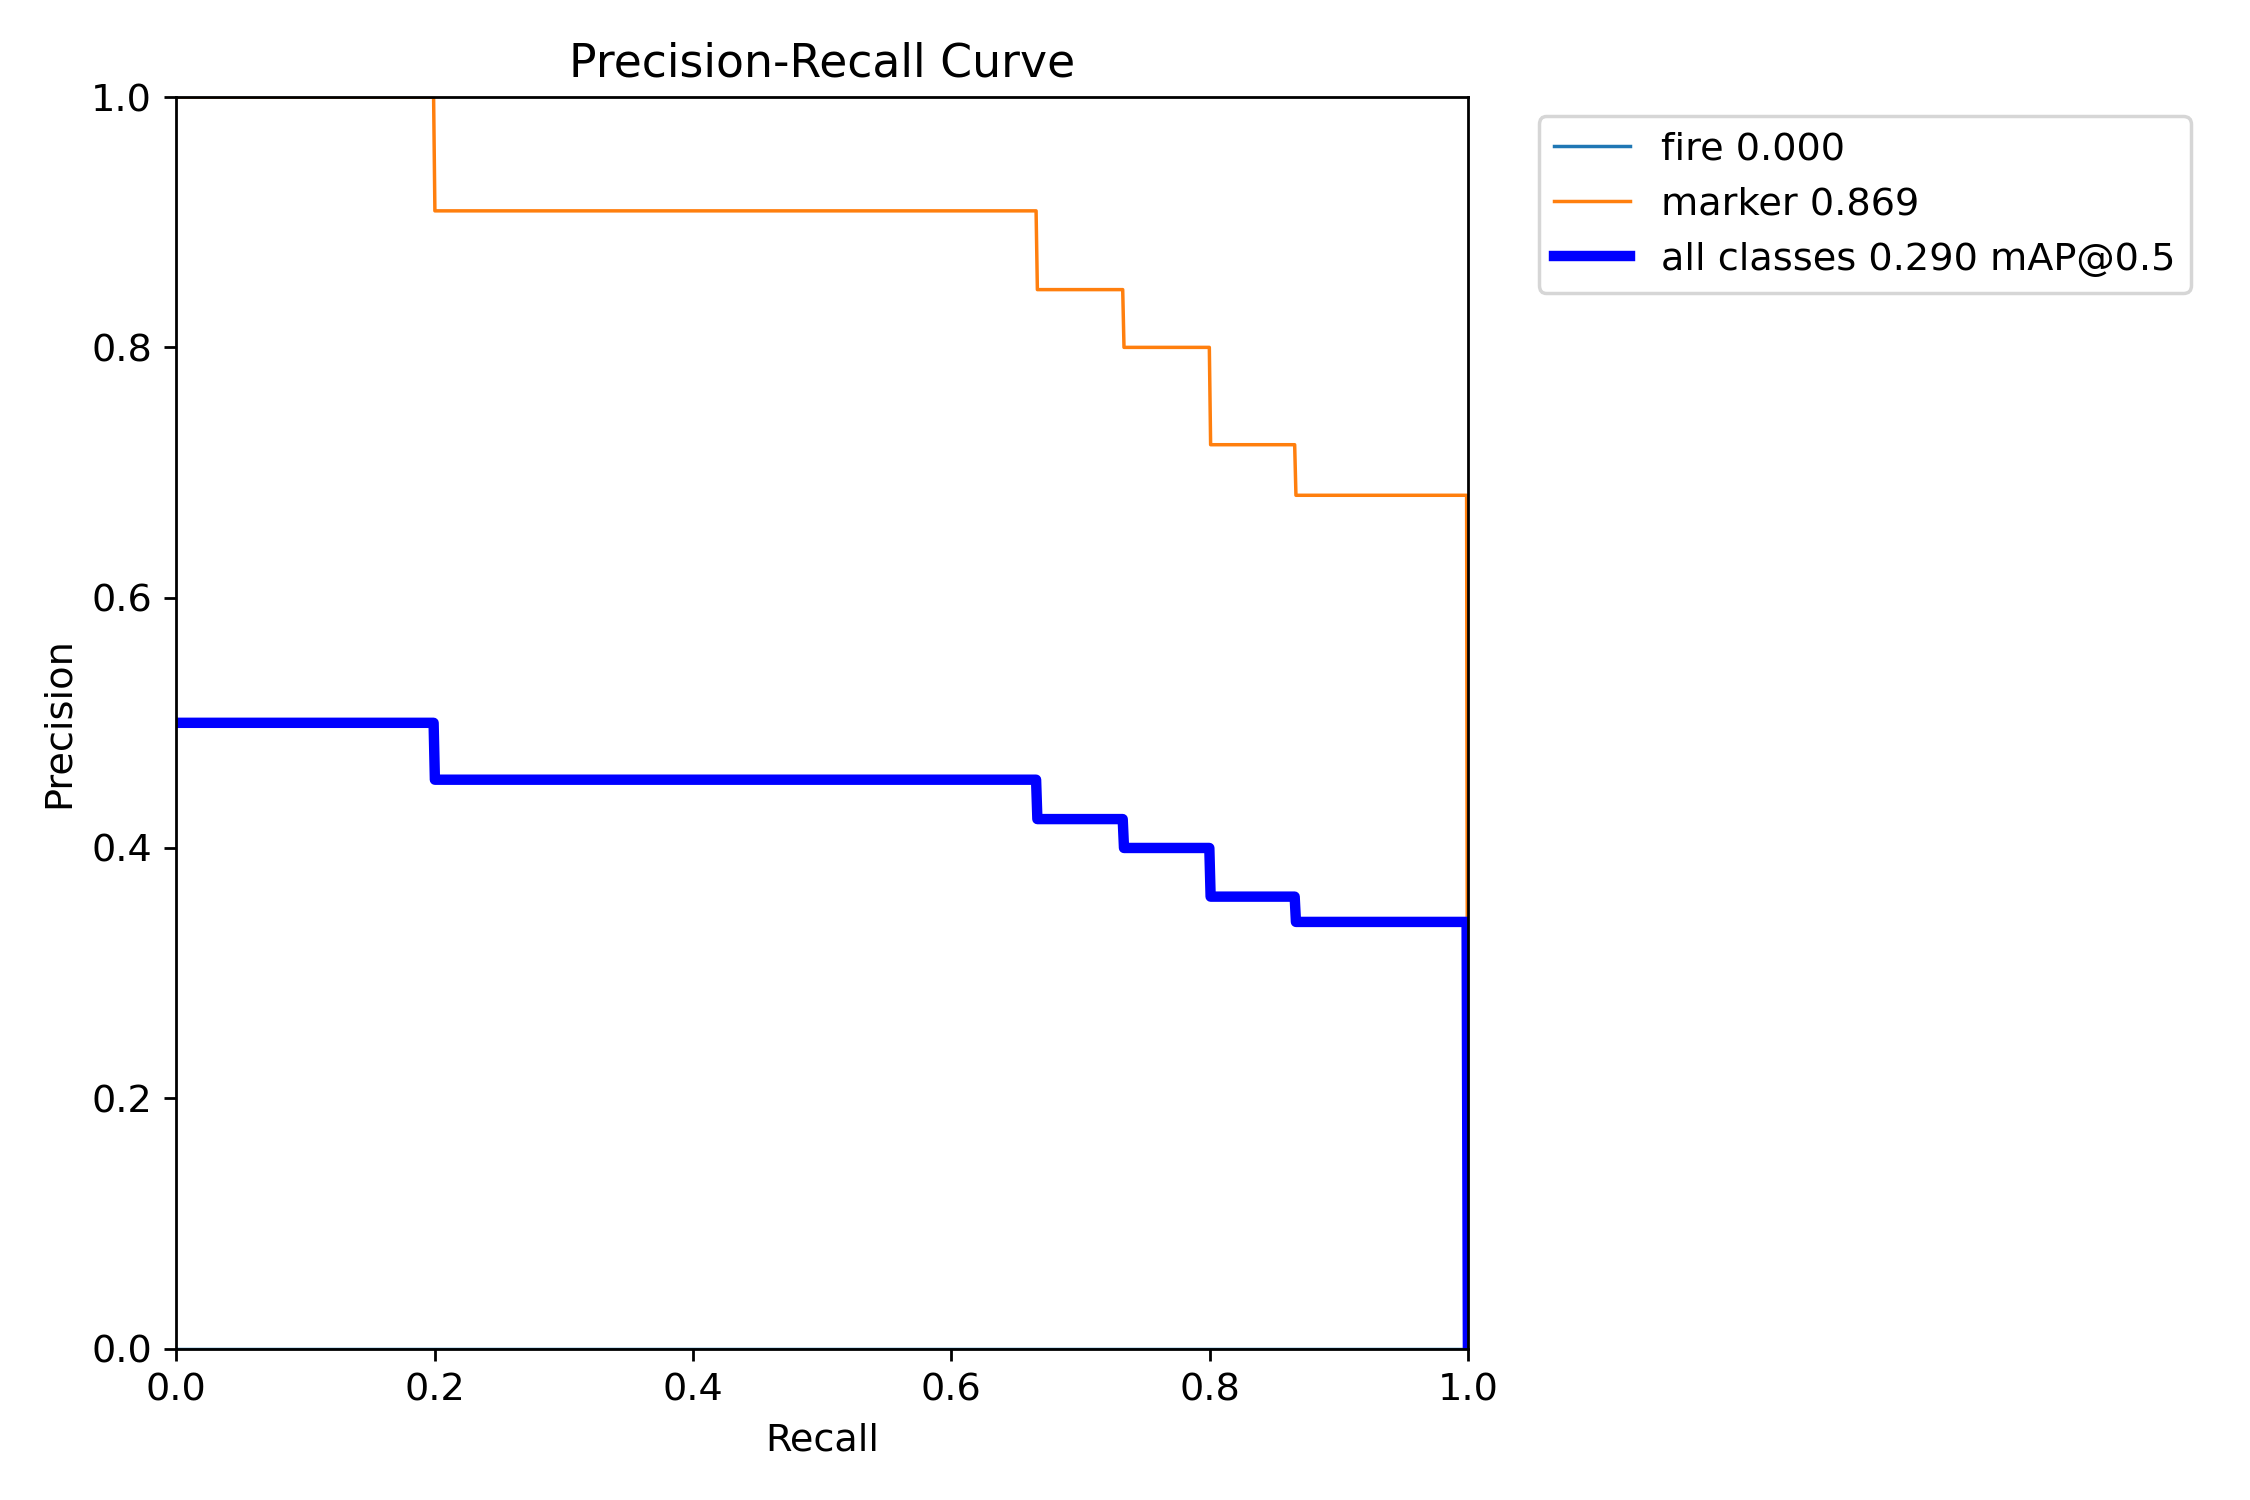 Precision-Recall Curve
1.0
0.8
0.6
0.4
0.2
0.0
Precision
0.0 0.2 0.4 0.6 0.8 1.0
Recall
fire 0.000
marker 0.869
all classes 0.290 mAP@0.5